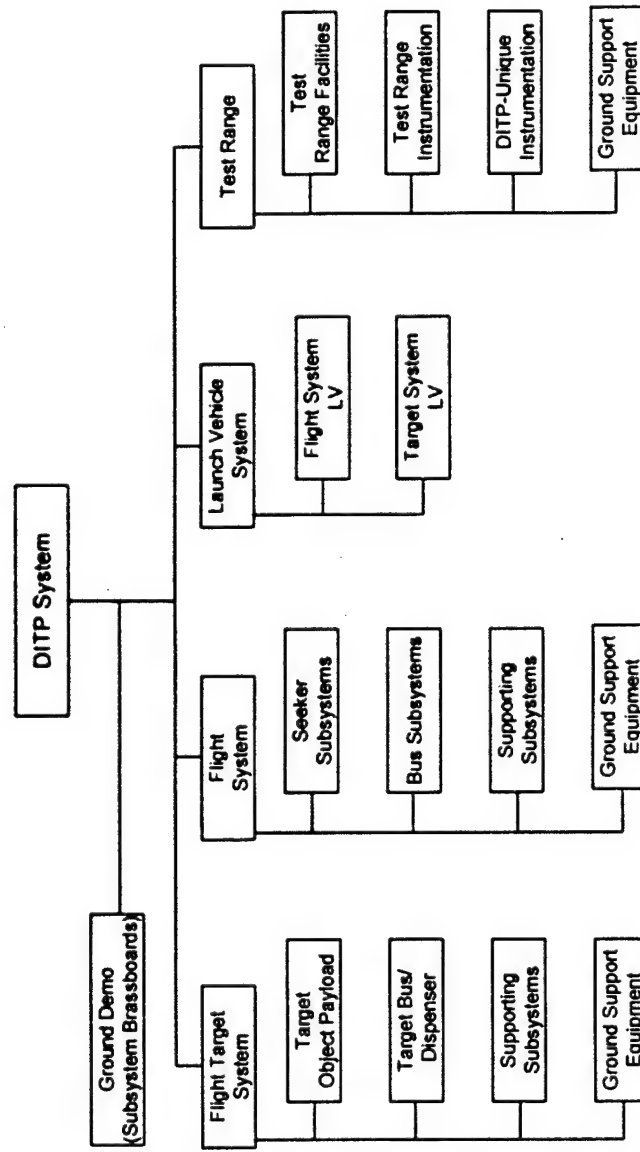 DITP System
Ground Demo
(Subsystem Brassboards)
Flight Target
System
Target
Object Payload
Target Bus/
Dispenser
Supporting
Subsystems
Ground Support
Equipment
Flight
System
Seeker
Subsystems
Bus Subsystems
Supporting
Subsystems
Ground Support
Equipment
Launch Vehicle
System
Flight System
LV
Target System
LV
Test Range
Test
Range Facilities
Test Range
Instrumentation
DITP-Unique
Instrumentation
Ground Support
Equipment